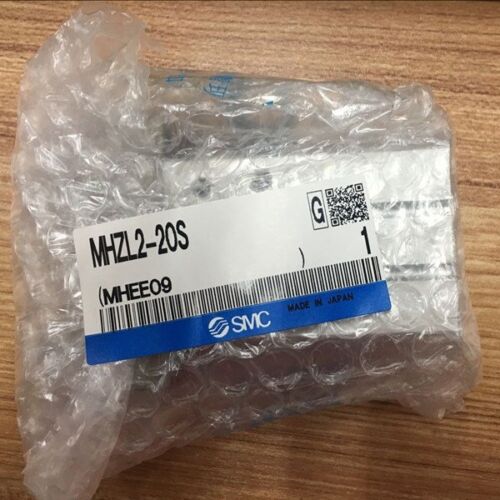 MHZL2-20S
G
1
(MHEE09 )
MADE IN JAPAN
SMC